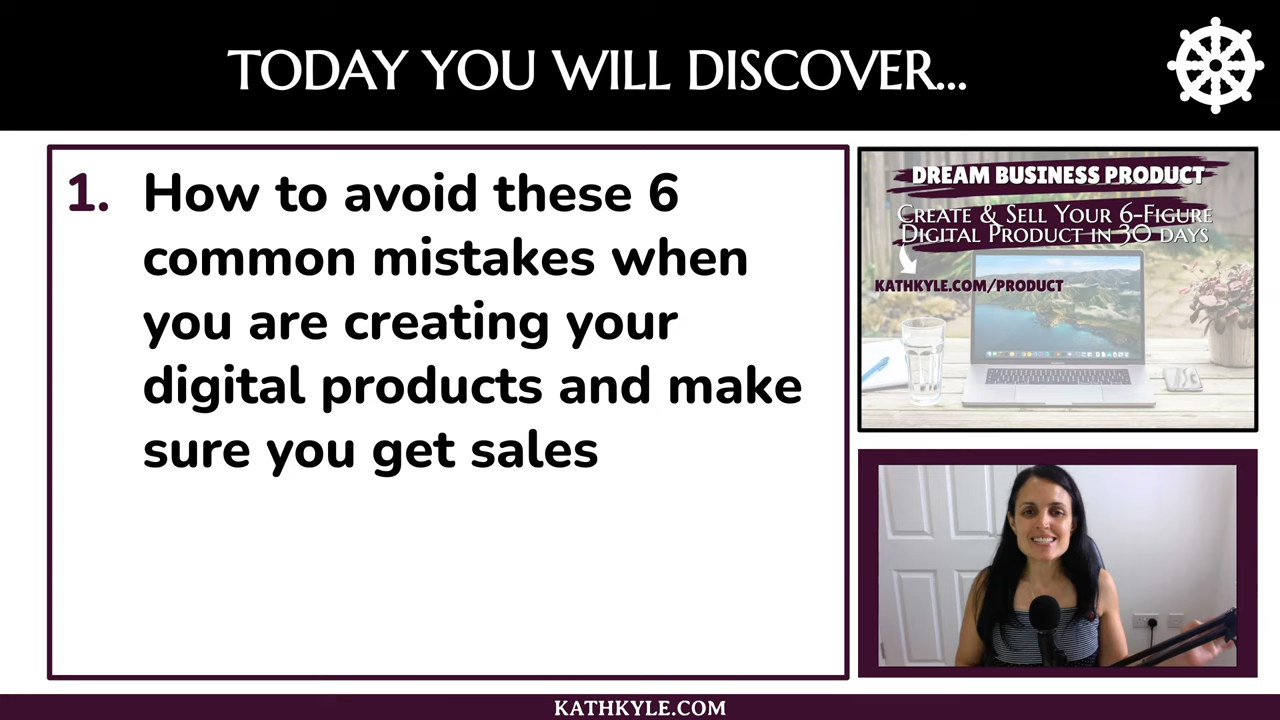 TODAY YOU WILL DISCOVER...
1. How to avoid these 6
common mistakes when
you are creating your
digital products and make
sure you get sales
DREAM BUSINESS PRODUCT
CREATE & SELL YOUR 6-FIGURE
DIGITAL PRODUCT IN 30 DAYS
KATHKYLE.COM/PRODUCT
KATHKYLE.COM